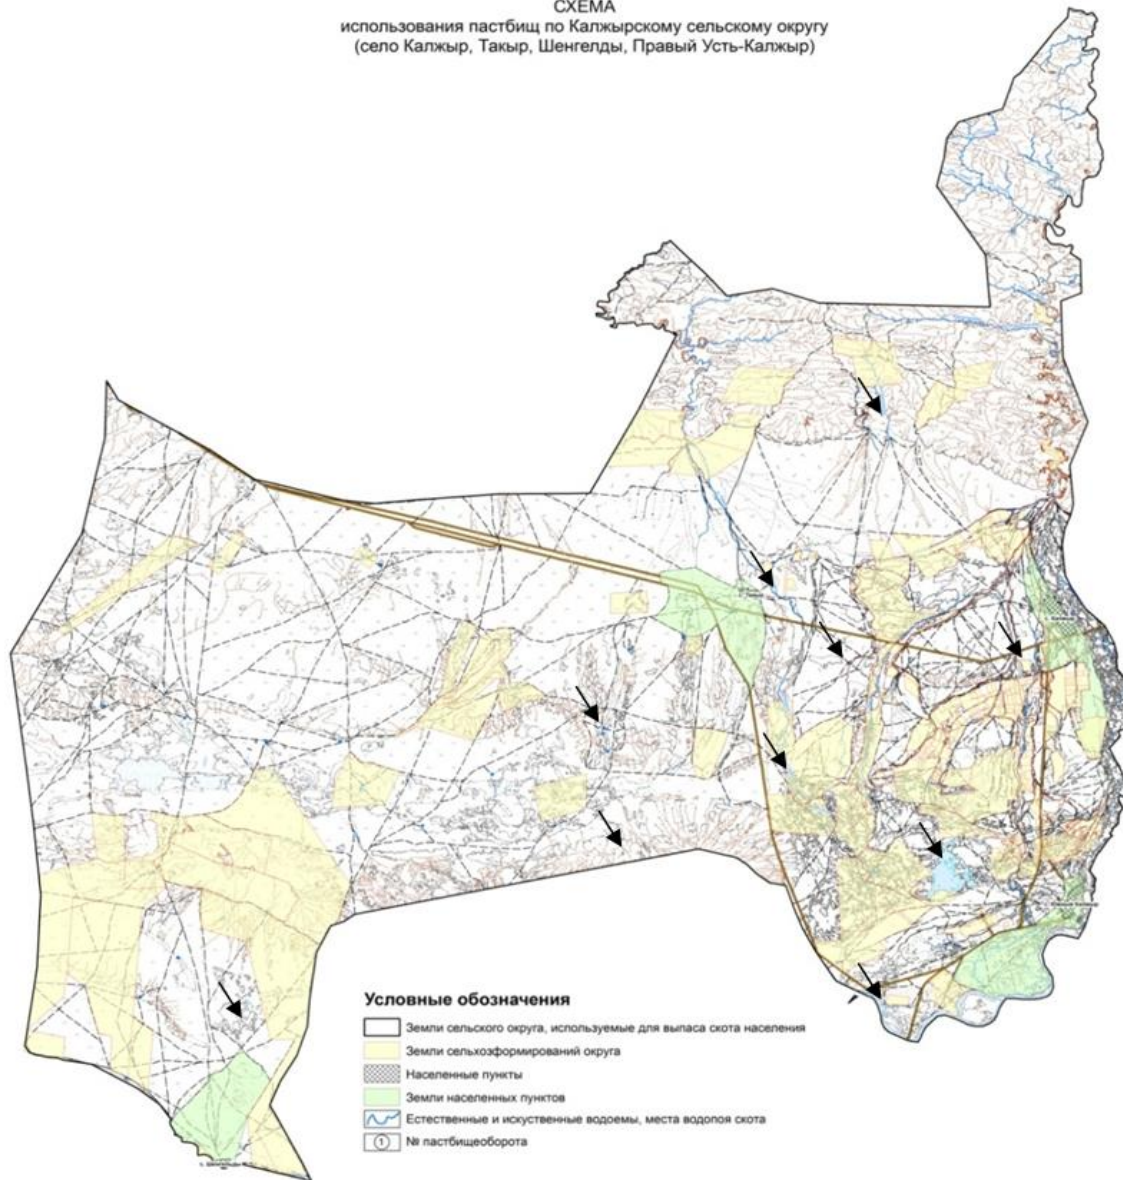 СХЕМА
использования пастбищ по Калжырскому сельскому округу
(село Калжыр, Такыр, Шенгелды, Правый Усть-Калжыр)
Условные обозначения
Земли сельского округа, используемые для выпаса скота населения
Земли сельхозформирований округа
Населенные пункты
Земли населенных пунктов
Естественные и искуственные водоемы, места водопоя скота
1 № пастбищеоборота